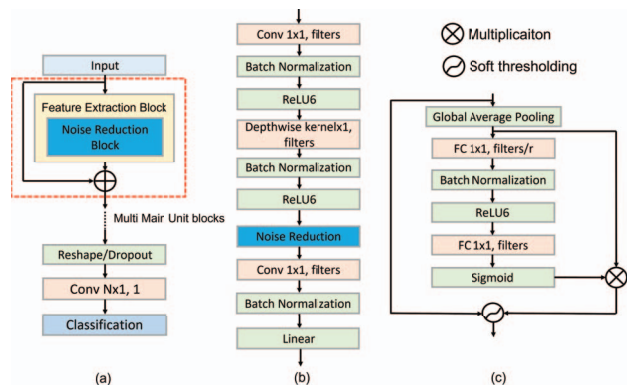 Input
Feature Extraction Block
Noise Reduction
Block
Multi Mair Unit blocks
Reshape/Dropout
Conv Nx1, 1
Classification
(a)
Conv 1x1, filters
Batch Normalization
ReLU6
Depthwise kernelx1,
filters
Batch Normalization
ReLU6
Noise Reduction
Conv 1x1, filters
Batch Normalization
Linear
(b)
Multiplicaiton
Soft thresholding
Global Average Pooling
FC 1x1, filters/r
Batch Normalization
ReLU6
FC 1x1, filters
Sigmoid
(c)